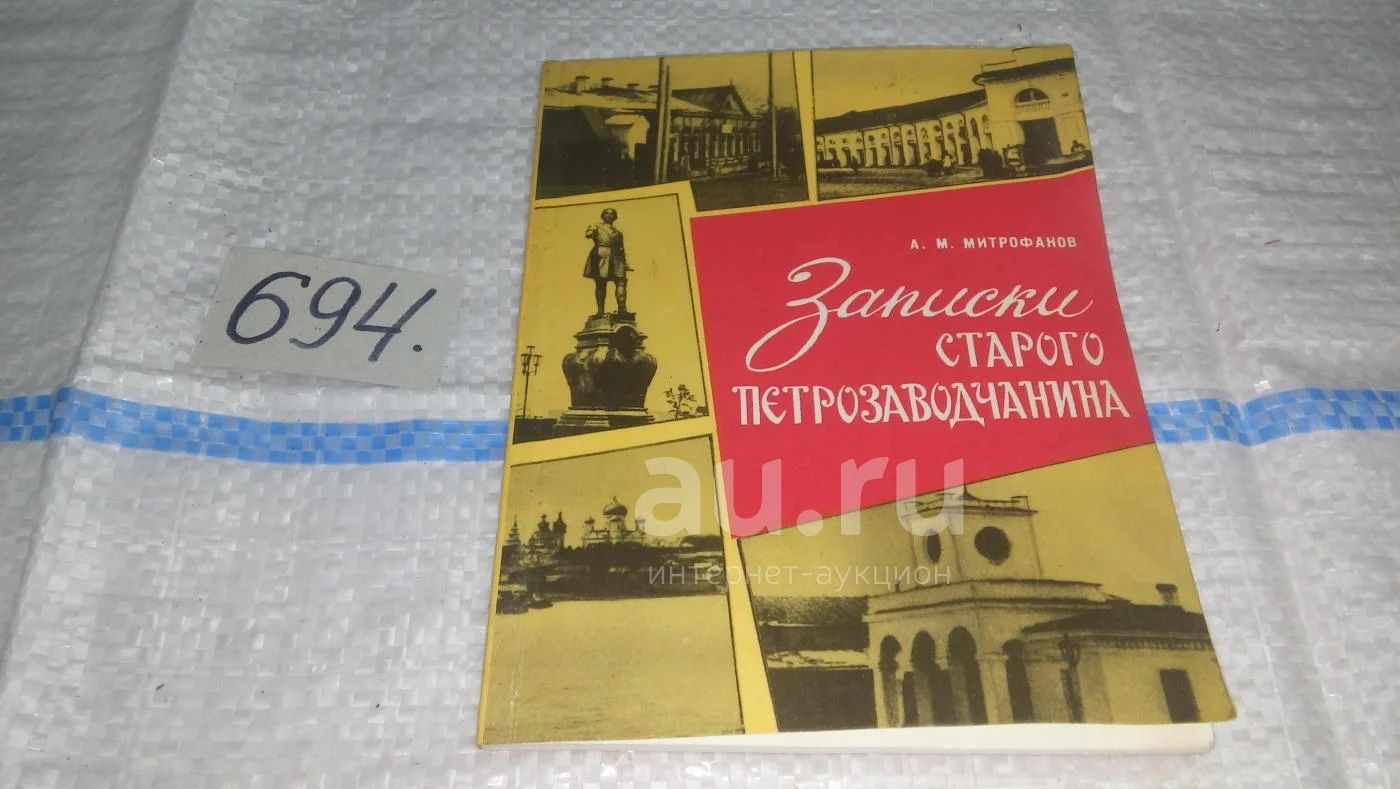 694.
А. М. МИТРОФАНОВ
Записки
СТАРОГО
ПЕТРОЗАВОДЧАНИНА
au.ru
интернет-аукцион